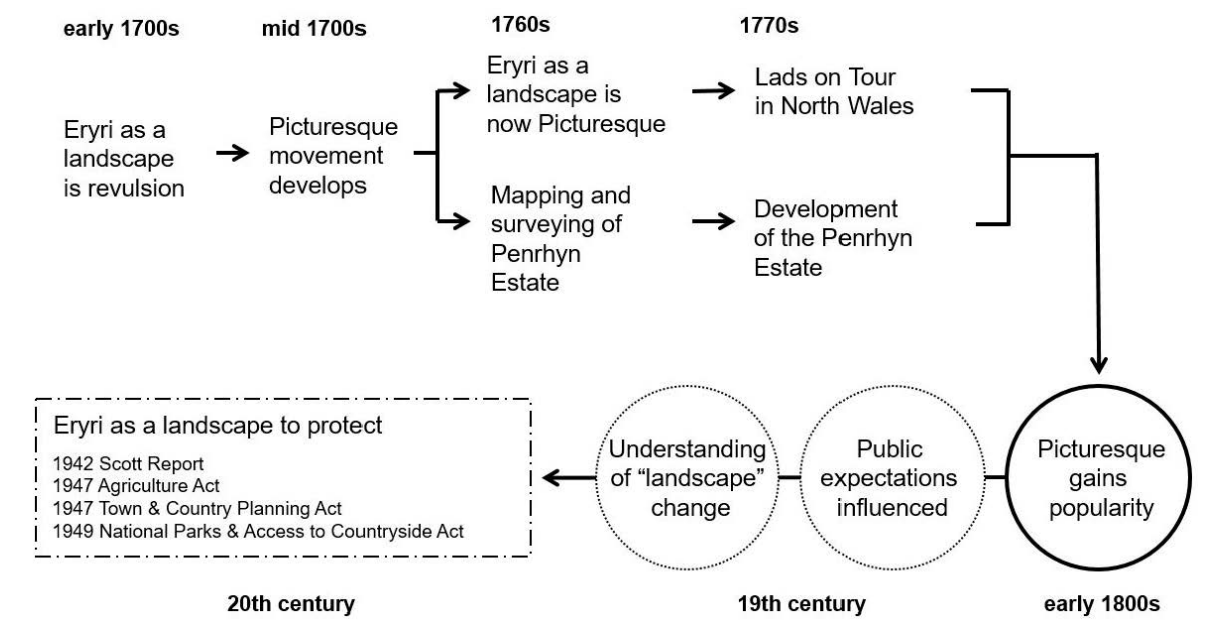 early 1700s
mid 1700s
1760s
1770s
Eryri as a
landscape
is revulsion
Picturesque
movement
develops
Eryri as a
landscape is
now Picturesque
Lads on Tour
in North Wales
Mapping and
surveying of
Penrhyn
Estate
Development
of the Penrhyn
Estate
Picturesque
gains
popularity
Public
expectations
influenced
Understanding
of “landscape”
change
Eryri as a landscape to protect
1942 Scott Report
1947 Agriculture Act
1947 Town & Country Planning Act
1949 National Parks & Access to Countryside Act
20th century
19th century
early 1800s